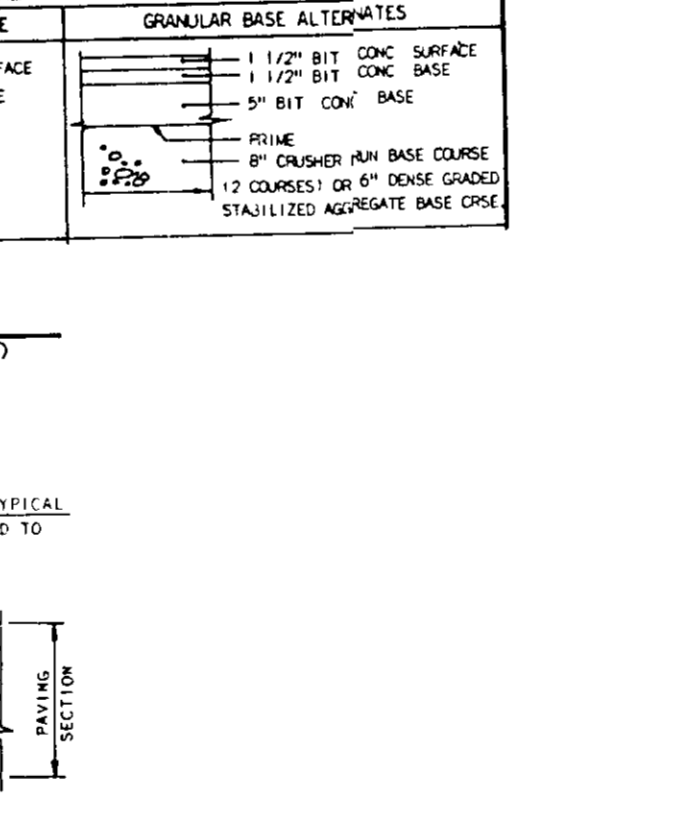 E
GRANULAR BASE ALTERNATES
FACE
E
1 1/2" BIT CONC SURFACE
1 1/2" BIT CONC BASE
5" BIT CONC BASE
PRIME
8" CRUSHER RUN BASE COURSE
(2 COURSES) OR 6" DENSE GRADED
STABILIZED AGGREGATE BASE CRSE.
YPICAL
D TO
PAVING
SECTION